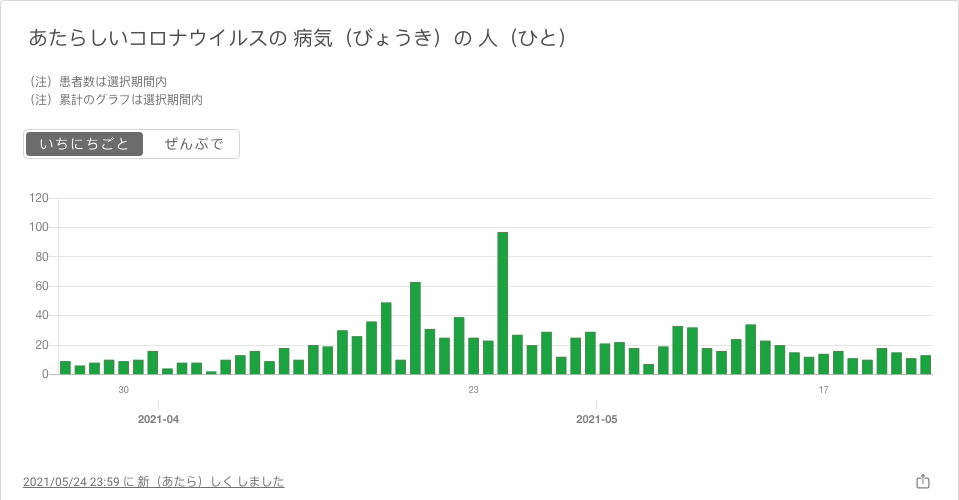 あたらしいコロナウイルスの 病気（びょうき）の 人（ひと）
（注）患者数は選択期間内
（注）累計のグラフは選択期間内
いちにちごと ぜんぶで
120
100
80
60
40
20
0
30 23 17
2021-04 2021-05
2021/05/24 23:59 に 新（あたら）しく しました